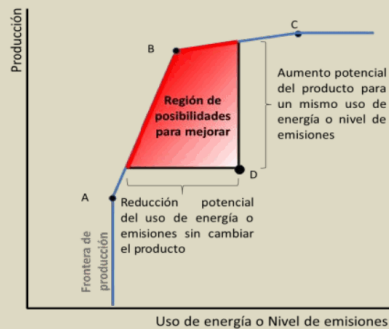 Producción
C
B
Región de
posibilidades
para mejorar
Aumento potencial
del producto para
un mismo uso de
energía o nivel de
emisiones
D
A
Reducción potencial
del uso de energía o
emisiones sin cambiar
el producto
Frontera de
producción
Uso de energía o Nivel de emisiones